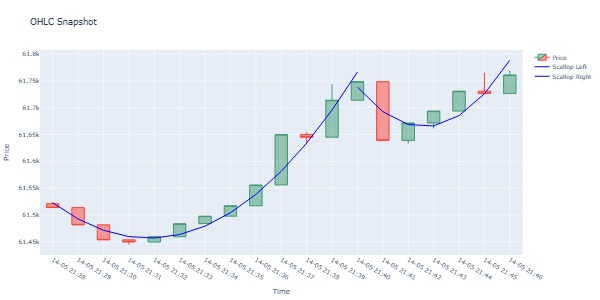 OHLC Snapshot
Price
Scallop Left
Scallop Right
61.8k
61.75k
61.7k
61.65k
61.6k
61.55k
61.5k
61.45k
Price
14-05 21:28
14-05 21:29
14-05 21:30
14-05 21:31
14-05 21:32
14-05 21:33
14-05 21:34
14-05 21:35
14-05 21:36
14-05 21:37
14-05 21:38
14-05 21:39
14-05 21:40
14-05 21:41
14-05 21:42
14-05 21:43
14-05 21:44
14-05 21:45
14-05 21:46
Time